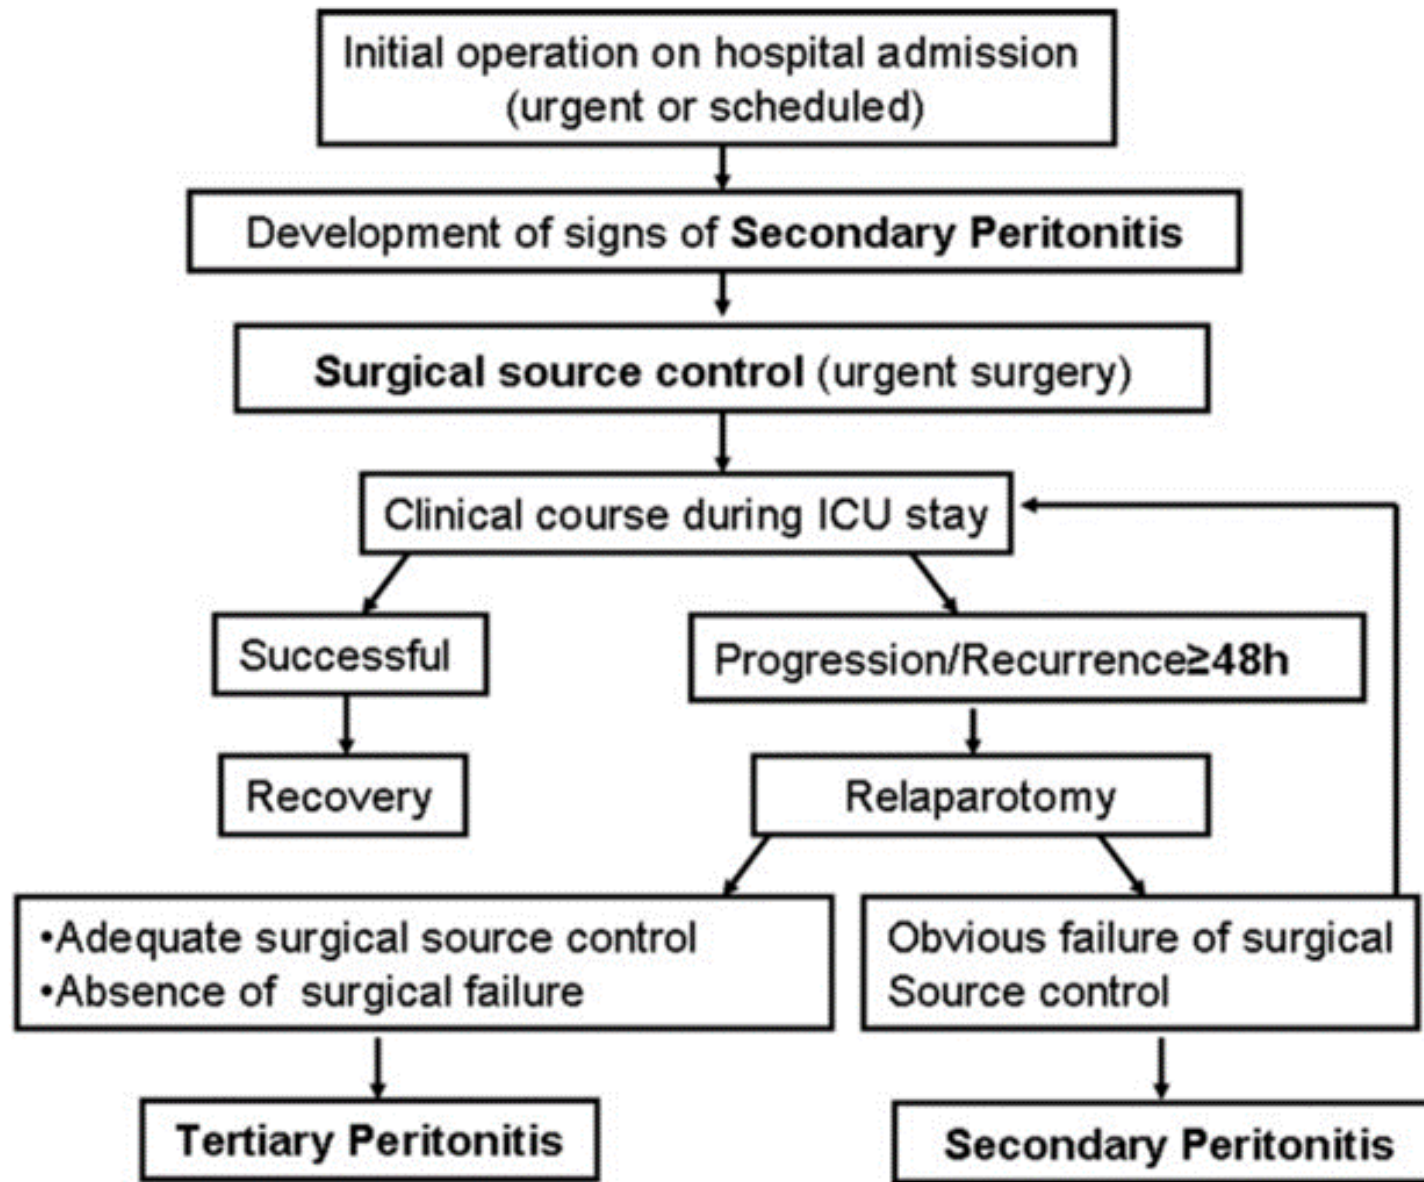 Initial operation on hospital admission
(urgent or scheduled)
Development of signs of Secondary Peritonitis
Surgical source control (urgent surgery)
Clinical course during ICU stay
Successful
Progression/Recurrence≥48h
Recovery
Relaparotomy
•Adequate surgical source control
•Absence of surgical failure
Obvious failure of surgical
Source control
Tertiary Peritonitis
Secondary Peritonitis